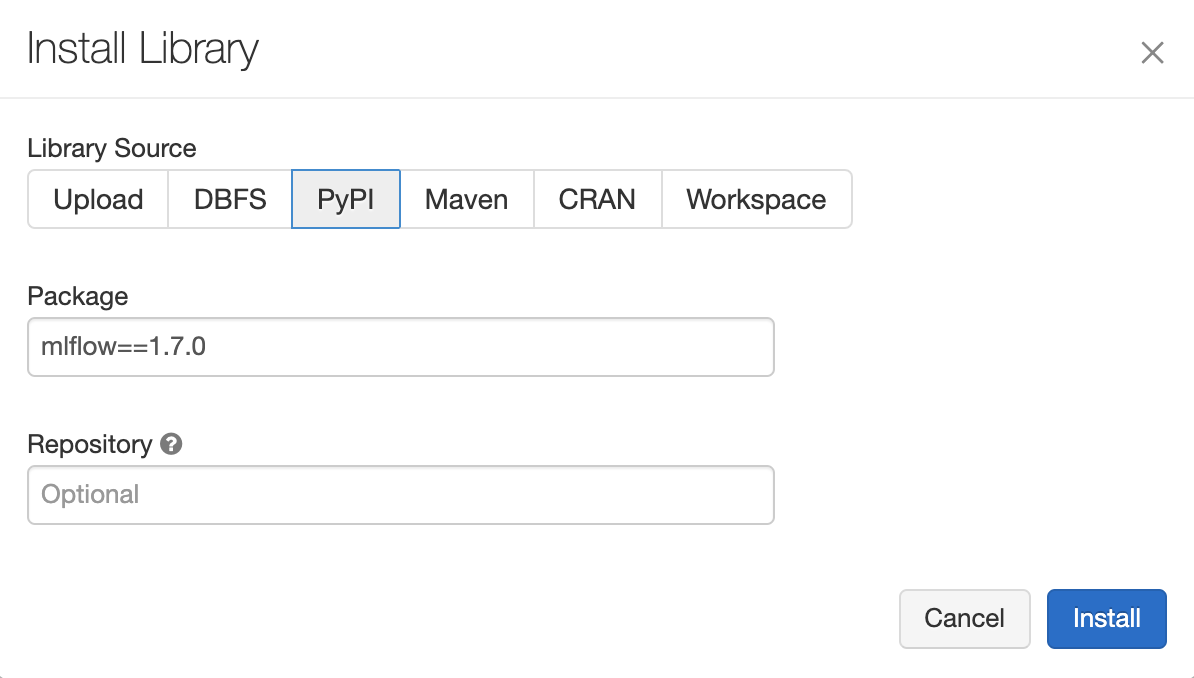 Install Library
Library Source
Upload DBFS PyPI Maven CRAN Workspace
Package
mlflow==1.7.0
Repository ?
Optional
Cancel Install